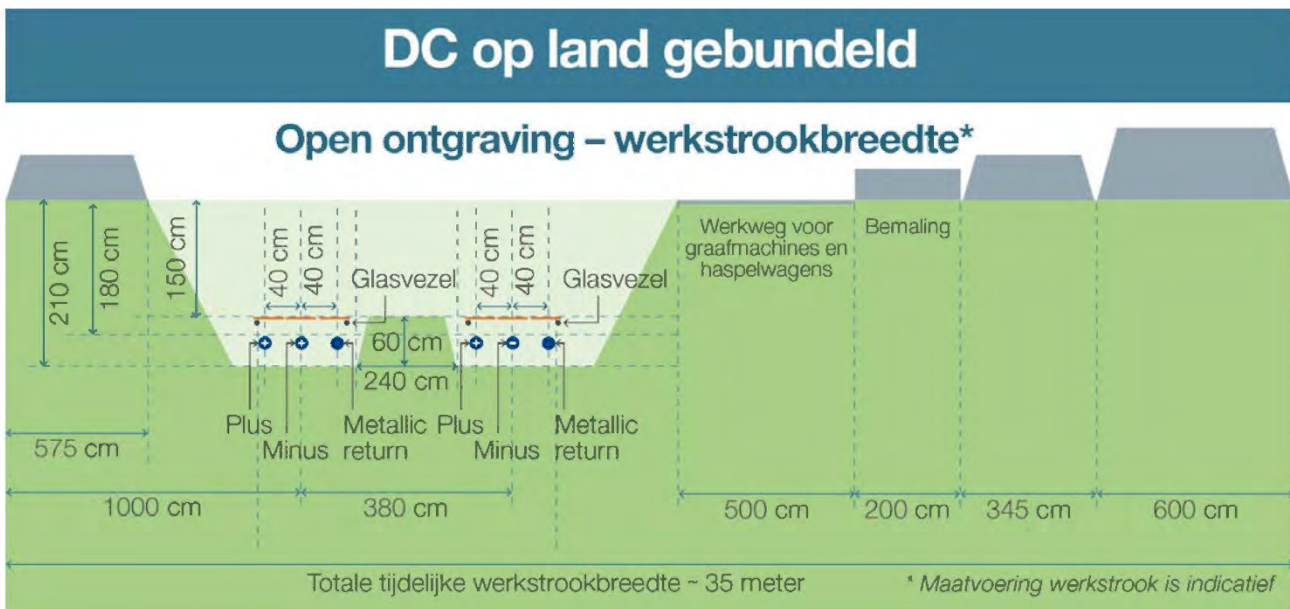 DC op land gebundeld
Open ontgraving – werkstrookbreedte*
210 cm
180 cm
150 cm
40 cm
40 cm
Glasvezel
40 cm
40 cm
Glasvezel
Werkweg voor
graafmachines en
haspelwagens
Bemaling
60 cm
240 cm
Plus
Minus
Metallic
return
Plus
Minus
Metallic
return
575 cm
1000 cm
380 cm
500 cm
200 cm
345 cm
600 cm
Totale tijdelijke werkstrookbreedte ~ 35 meter
* Maatvoering werkstrook is indicatief